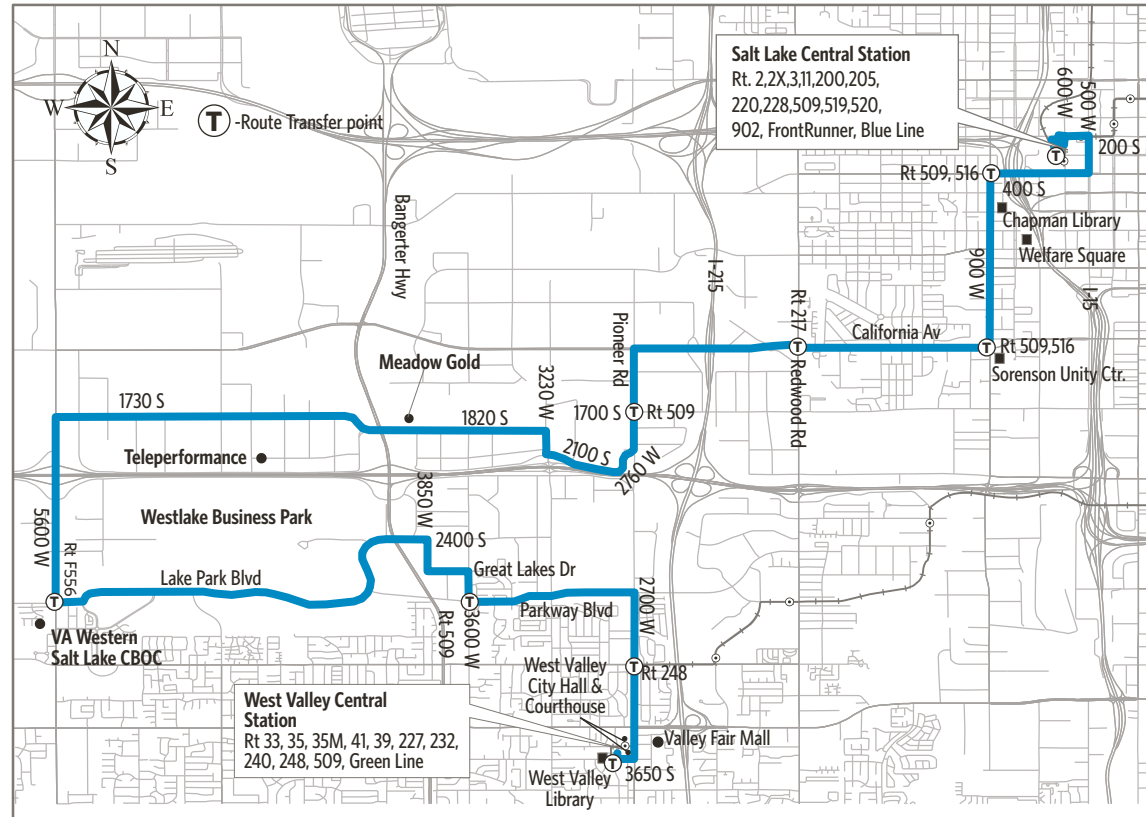 N
W
E
S
T
-Route Transfer point
Salt Lake Central Station
Rt. 2,2X,3,11,200,205,
220,228,509,519,520,
902, FrontRunner, Blue Line
600 W
500 W
T
200 S
Rt 509, 516
T
400 S
Chapman Library
Welfare Square
900 W
I-15
Bangerter Hwy
I-215
Pioneer Rd
Rt 217
T
Redwood Rd
California Av
T
Rt 509,516
Sorenson Unity Ctr.
Meadow Gold
3230 W
1700 S
T
Rt 509
1730 S
1820 S
2100 S
2760 W
Teleperformance
3850 W
Westlake Business Park
5600 W
Rt F556
2400 S
Lake Park Blvd
Great Lakes Dr
T
T
Parkway Blvd
2700 W
3600 W
Rt 509
VA Western
Salt Lake CBOC
T
Rt 248
West Valley
City Hall &
Courthouse
West Valley Central
Station
Rt 33, 35, 35M, 41, 39, 227, 232,
240, 248, 509, Green Line
Valley Fair Mall
T
3650 S
West Valley
Library